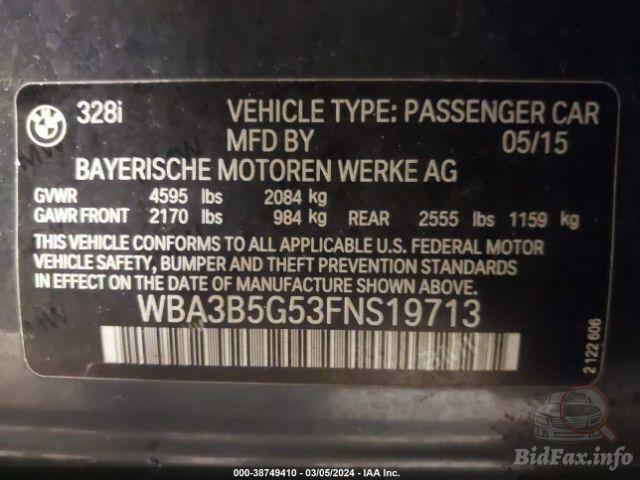 BMW 328i VEHICLE TYPE: PASSENGER CAR
MFD BY 05/15
BAYERISCHE MOTOREN WERKE AG
GVWR 4595 lbs 2084 kg
GAWR FRONT 2170 lbs 984 kg REAR 2555 lbs 1159 kg
THIS VEHICLE CONFORMS TO ALL APPLICABLE U.S. FEDERAL MOTOR
VEHICLE SAFETY, BUMPER AND THEFT PREVENTION STANDARDS
IN EFFECT ON THE DATE OF MANUFACTURE SHOWN ABOVE.
WBA3B5G53FNS19713
2 122 606
BidFax.info
000-38749410 - 03/05/2024 - IAA Inc.